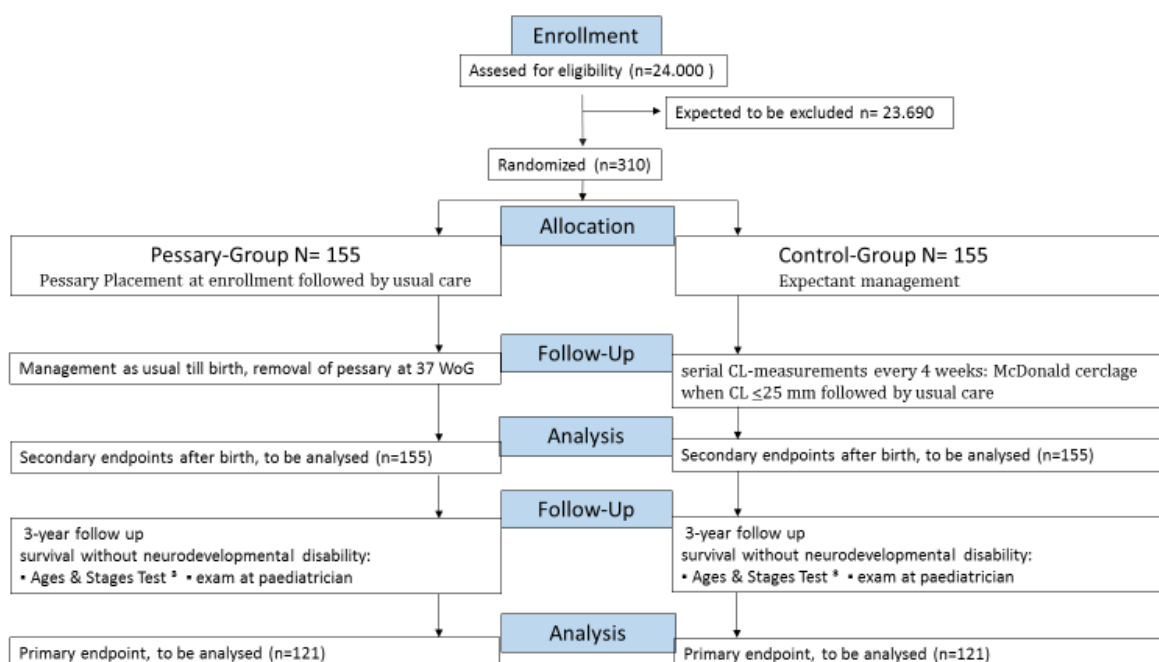 Enrollment
Assesed for eligibility (n=24.000 )
Expected to be excluded n= 23.690
Randomized (n=310)
Allocation
Pessary-Group N= 155
Pessary Placement at enrollment followed by usual care
Control-Group N= 155
Expectant management
Follow-Up
Management as usual till birth, removal of pessary at 37 WoG
serial CL-measurements every 4 weeks: McDonald cerclage
when CL ≤25 mm followed by usual care
Analysis
Secondary endpoints after birth, to be analysed (n=155)
Secondary endpoints after birth, to be analysed (n=155)
Follow-Up
3-year follow up
survival without neurodevelopmental disability:
▪ Ages & Stages Test ▪ exam at paediatrician
3-year follow up
survival without neurodevelopmental disability:
▪ Ages & Stages Test ▪ exam at paediatrician
Analysis
Primary endpoint, to be analysed (n=121)
Primary endpoint, to be analysed (n=121)